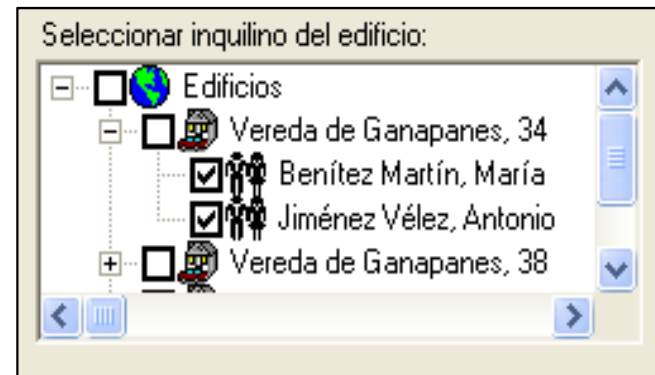 Seleccionar inquilino del edificio:
Edificios
Vereda de Ganapanes, 34
Benítez Martín, María
Jiménez Vélez, Antonio
Vereda de Ganapanes, 38